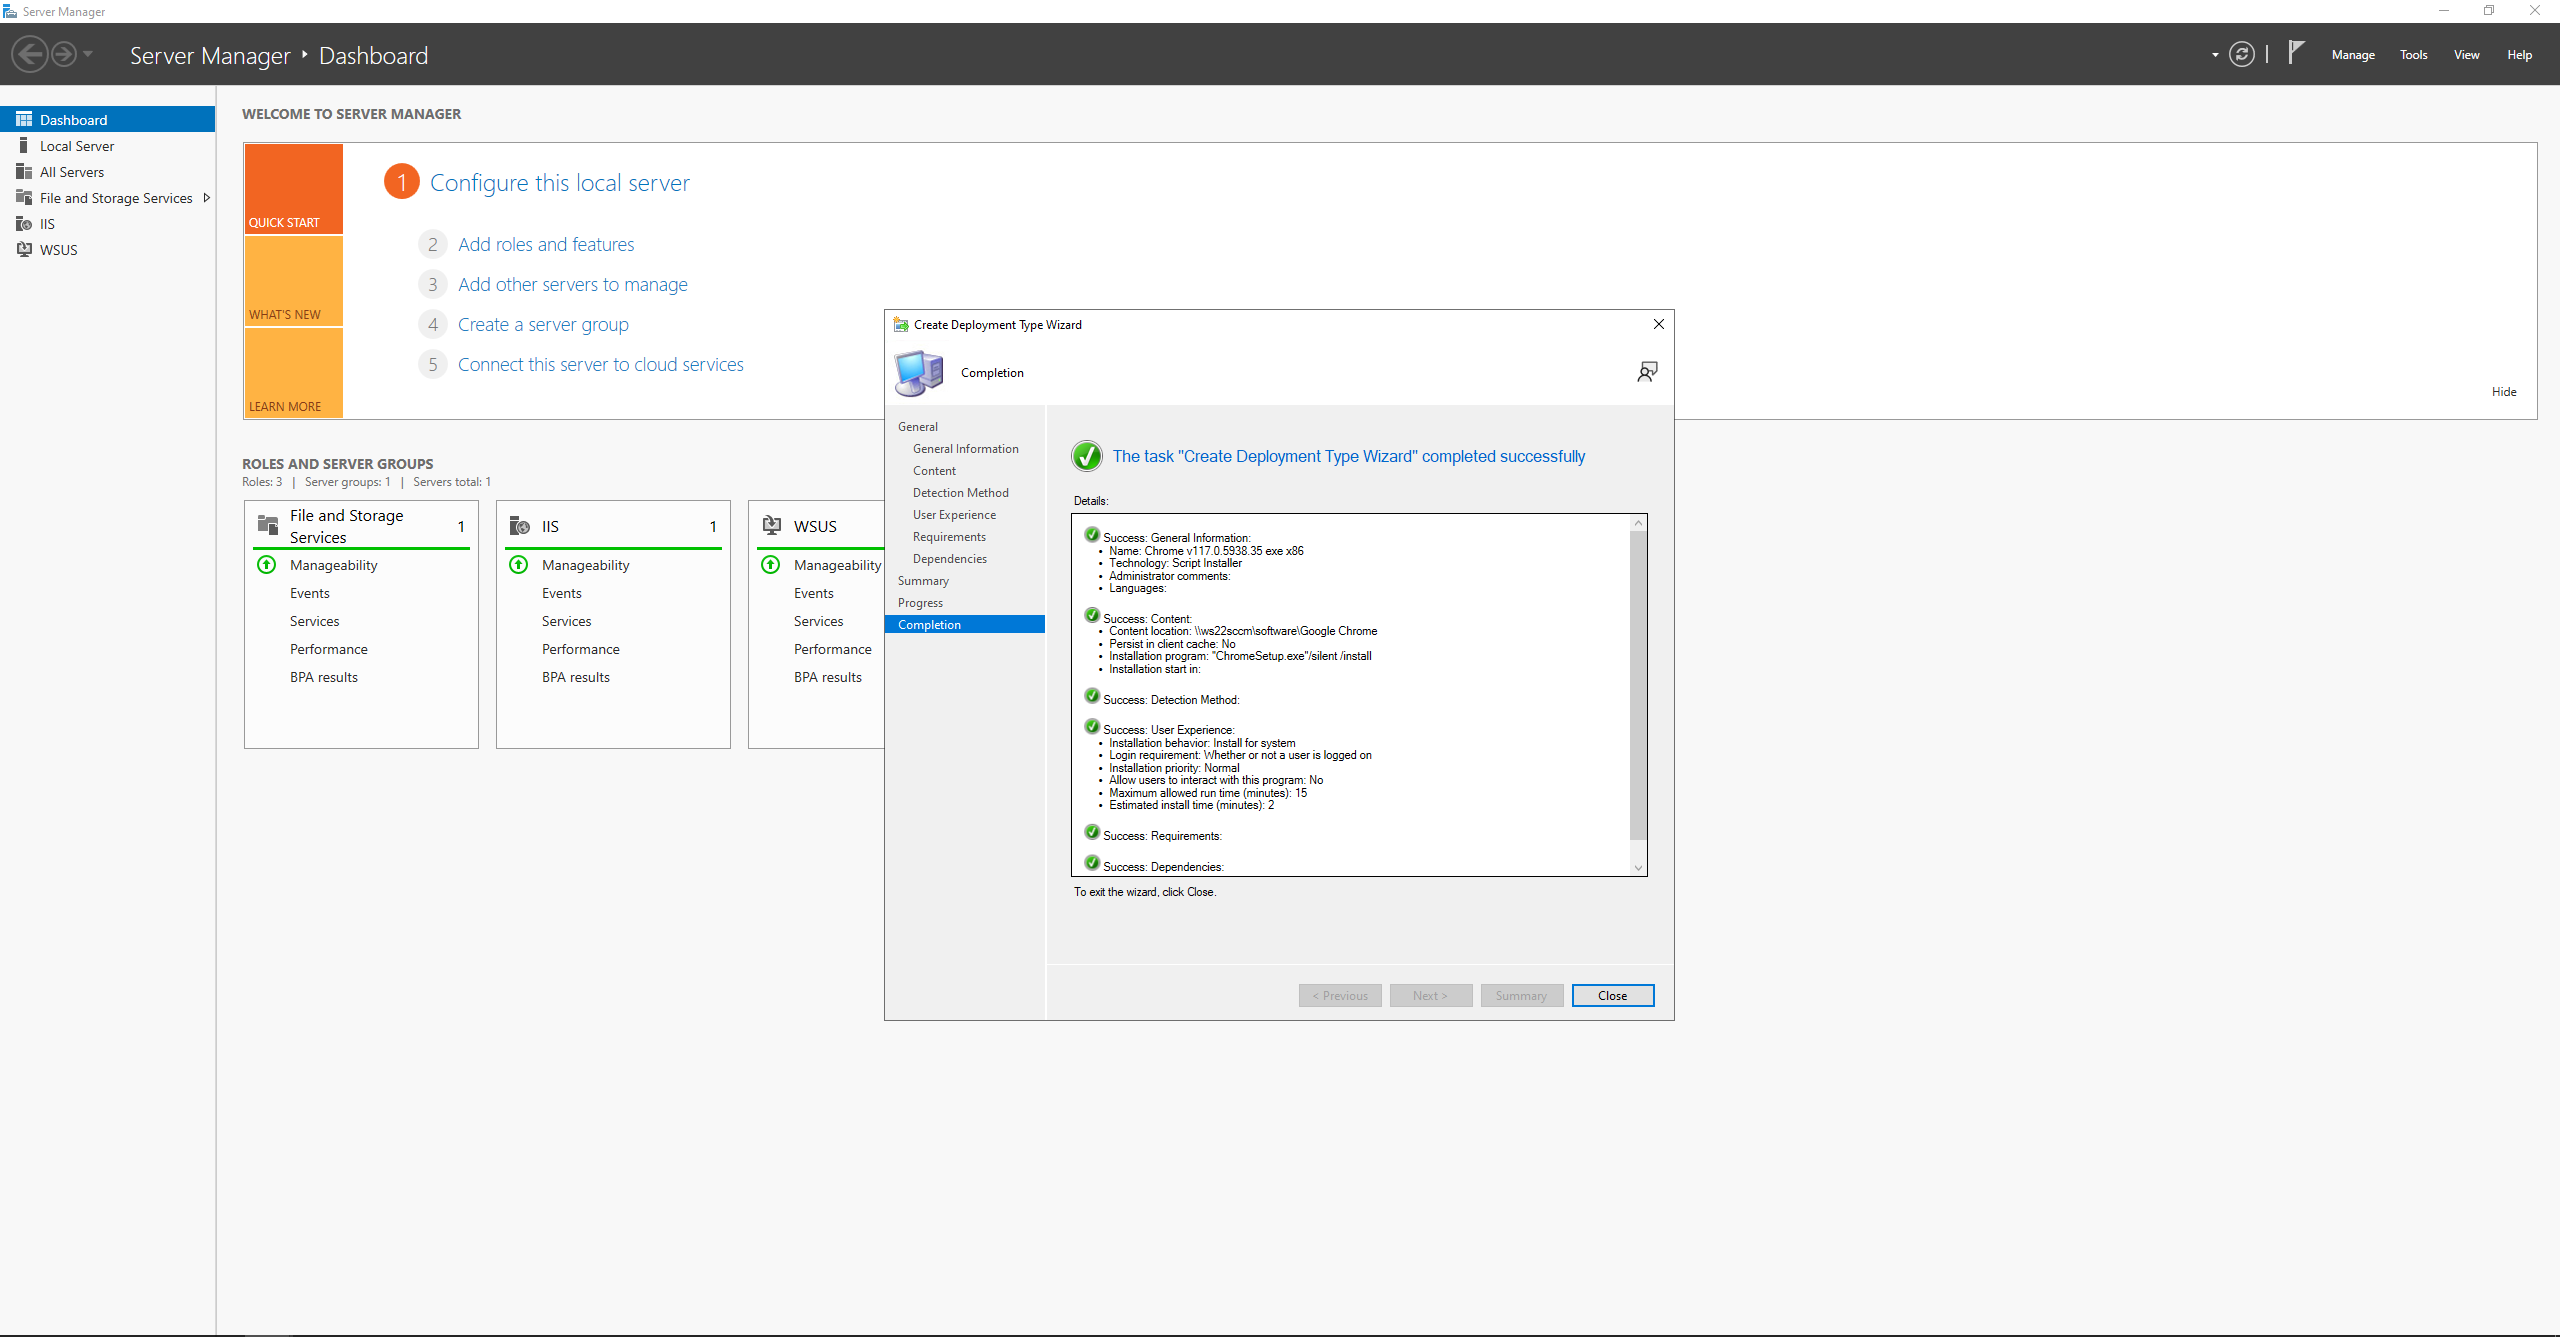 Server Manager
Server Manager ‣ Dashboard
Manage
Tools
View
Help
Dashboard
Local Server
All Servers
File and Storage Services
IIS
WSUS
WELCOME TO SERVER MANAGER
QUICK START
WHAT'S NEW
LEARN MORE
1 Configure this local server
2 Add roles and features
3 Add other servers to manage
4 Create a server group
5 Connect this server to cloud services
Hide
ROLES AND SERVER GROUPS
Roles: 3 | Server groups: 1 | Servers total: 1
File and Storage Services 1
Manageability
Events
Services
Performance
BPA results
IIS 1
Manageability
Events
Services
Performance
BPA results
WSUS
Manageability
Events
Services
Performance
BPA results
Create Deployment Type Wizard
Completion
General
General Information
Content
Detection Method
User Experience
Requirements
Dependencies
Summary
Progress
Completion
The task "Create Deployment Type Wizard" completed successfully
Details:
Success: General Information:
• Name: Chrome v117.0.5938.35 exe x86
• Technology: Script Installer
• Administrator comments:
• Languages:
Success: Content:
• Content location: \\ws22sccm\software\Google Chrome
• Persist in client cache: No
• Installation program: "ChromeSetup.exe"/silent /install
• Installation start in:
Success: Detection Method:
Success: User Experience:
• Installation behavior: Install for system
• Login requirement: Whether or not a user is logged on
• Installation priority: Normal
• Allow users to interact with this program: No
• Maximum allowed run time (minutes): 15
• Estimated install time (minutes): 2
Success: Requirements:
Success: Dependencies:
To exit the wizard, click Close.
< Previous
Next >
Summary
Close